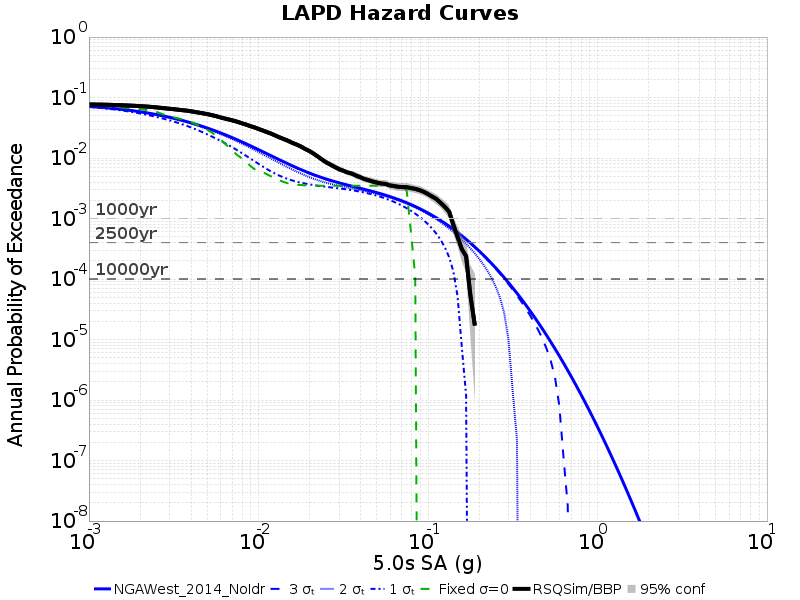 LAPD Hazard Curves
Annual Probability of Exceedance
10^0
10^-1
10^-2
10^-3
10^-4
10^-5
10^-6
10^-7
10^-8
1000yr
2500yr
10000yr
10^-3 10^-2 10^-1 10^0 10^1
5.0s SA (g)
NGAWest_2014_NoIdr 3 σₜ 2 σₜ 1 σₜ Fixed σ=0 RSQSim/BBP 95% conf